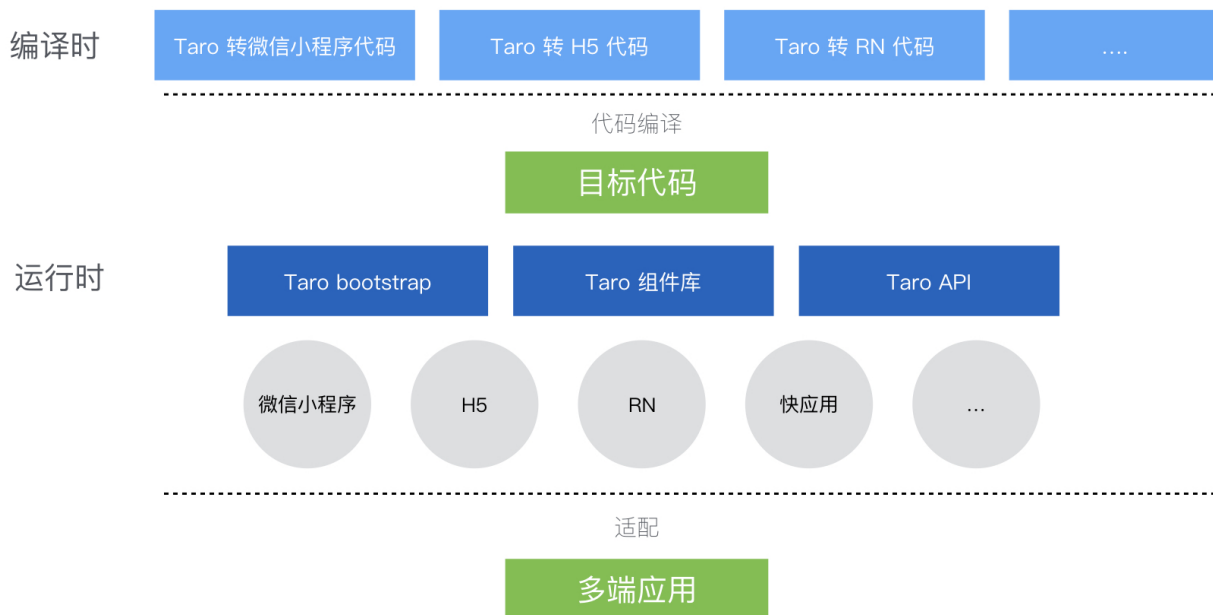 编译时
Taro 转微信小程序代码
Taro 转 H5 代码
Taro 转 RN 代码
....
代码编译
目标代码
运行时
Taro bootstrap
Taro 组件库
Taro API
微信小程序
H5
RN
快应用
...
适配
多端应用